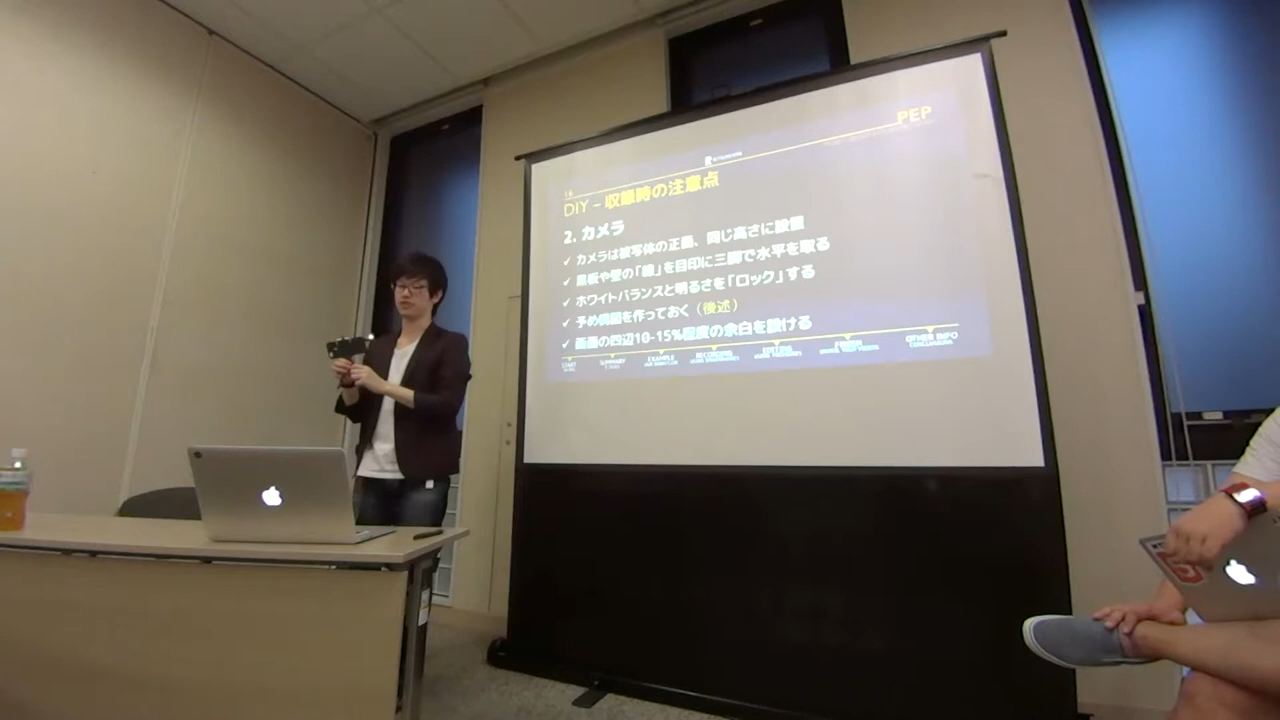 PEP
16
DIY – 収録時の注意点
2. カメラ
✓ カメラは被写体の正面、同じ高さに設置
✓ 黒板や壁の「線」を目印に三脚で水平を取る
✓ ホワイトバランスと明るさを「ロック」する
✓ 予め構図を作っておく（後述）
✓ 画面の四辺10-15%程度の余白を設ける
START
SUMMARY
EXAMPLE
RECORDING
EDITING
OTHER INFO